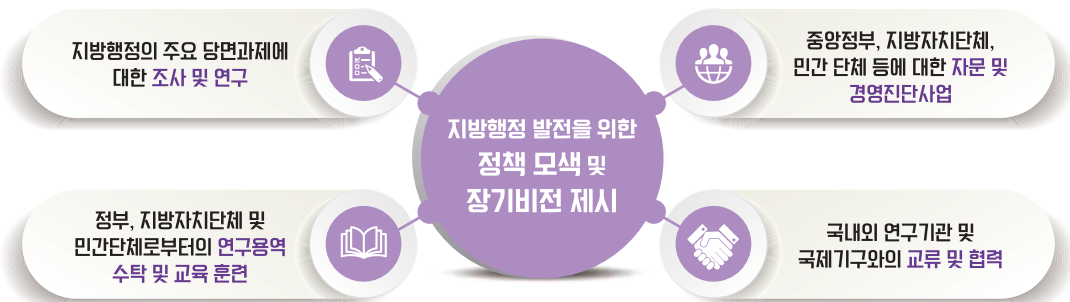 지방행정의 주요 당면과제에
대한 조사 및 연구
중앙정부, 지방자치단체,
민간 단체 등에 대한 자문 및
경영진단사업
지방행정 발전을 위한
정책 모색 및
장기비전 제시
정부, 지방자치단체 및
민간단체로부터의 연구용역
수탁 및 교육 훈련
국내외 연구기관 및
국제기구와의 교류 및 협력